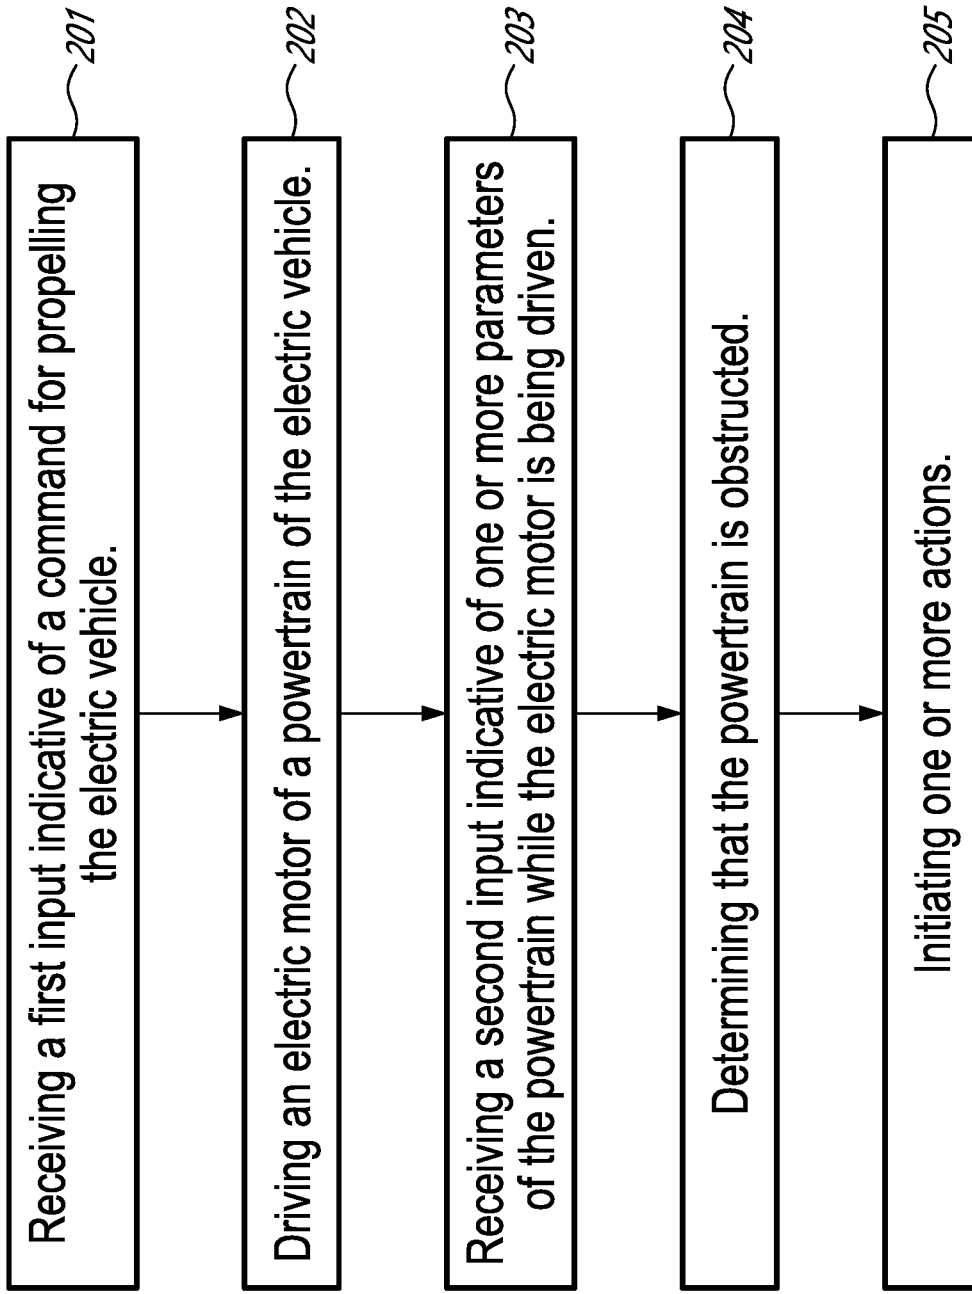 Receiving a first input indicative of a command for propelling
the electric vehicle.
201
Driving an electric motor of a powertrain of the electric vehicle.
202
Receiving a second input indicative of one or more parameters
of the powertrain while the electric motor is being driven.
203
Determining that the powertrain is obstructed.
204
Initiating one or more actions.
205